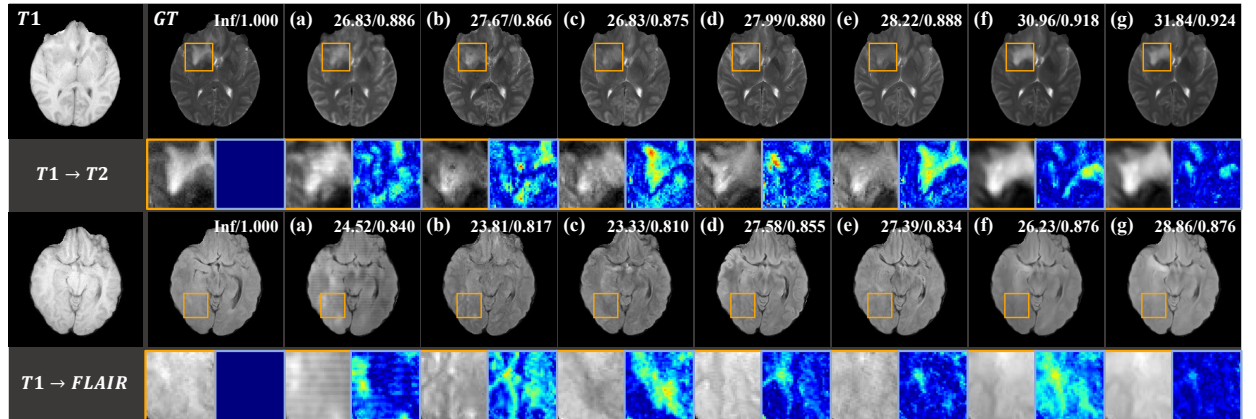 T1 GT Inf/1.000 (a) 26.83/0.886 (b) 27.67/0.866 (c) 26.83/0.875 (d) 27.99/0.880 (e) 28.22/0.888 (f) 30.96/0.918 (g) 31.84/0.924
T1 → T2
Inf/1.000 (a) 24.52/0.840 (b) 23.81/0.817 (c) 23.33/0.810 (d) 27.58/0.855 (e) 27.39/0.834 (f) 26.23/0.876 (g) 28.86/0.876
T1 → FLAIR